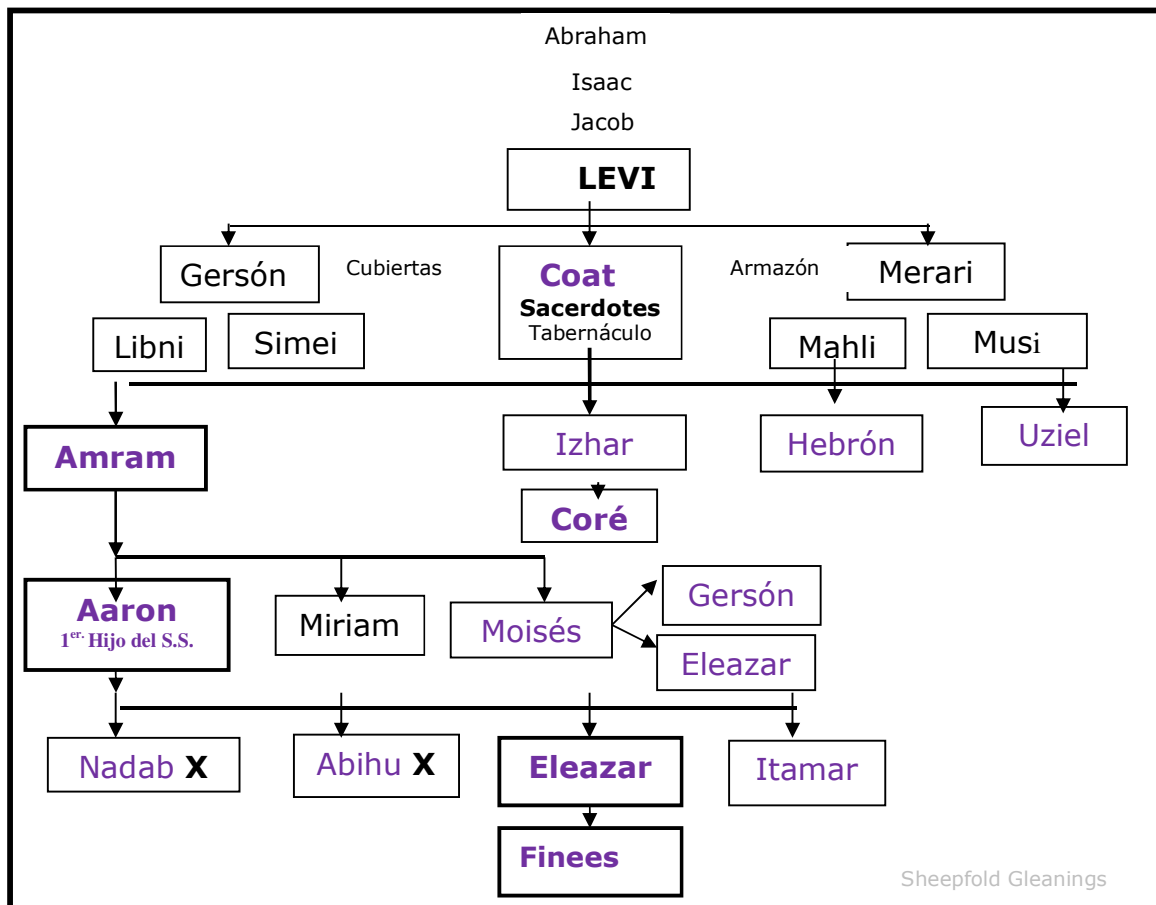 Abraham
Isaac
Jacob
LEVI
Gersón
Cubiertas
Coat
Sacerdotes
Tabernáculo
Armazón
Merari
Libni
Simei
Mahli
Musi
Amram
Izhar
Hebrón
Uziel
Coré
Aaron
1er. Hijo del S.S.
Miriam
Moisés
Gersón
Eleazar
Nadab X
Abihu X
Eleazar
Itamar
Finees
Sheepfold Gleanings